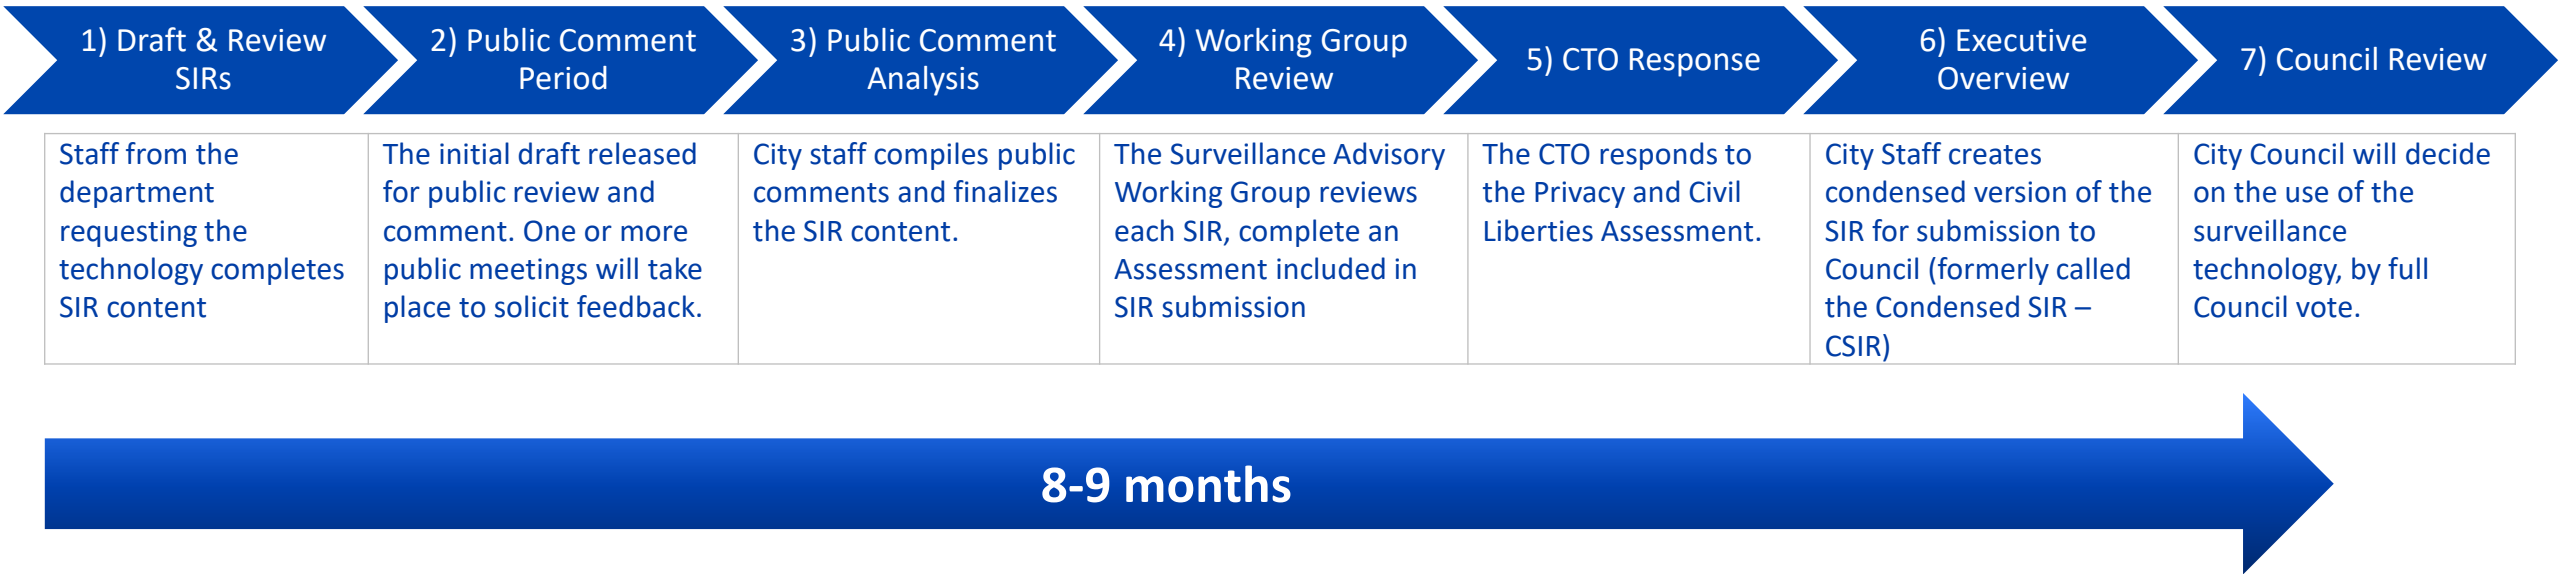 1) Draft & Review
SIRs
2) Public Comment
Period
3) Public Comment
Analysis
4) Working Group
Review
5) CTO Response
6) Executive
Overview
7) Council Review
Staff from the
department
requesting the
technology completes
SIR content
The initial draft released
for public review and
comment. One or more
public meetings will take
place to solicit feedback.
City staff compiles public
comments and finalizes
the SIR content.
The Surveillance Advisory
Working Group reviews
each SIR, complete an
Assessment included in
SIR submission
The CTO responds to
the Privacy and Civil
Liberties Assessment.
City Staff creates
condensed version of the
SIR for submission to
Council (formerly called
the Condensed SIR –
CSIR)
City Council will decide
on the use of the
surveillance
technology, by full
Council vote.
8-9 months